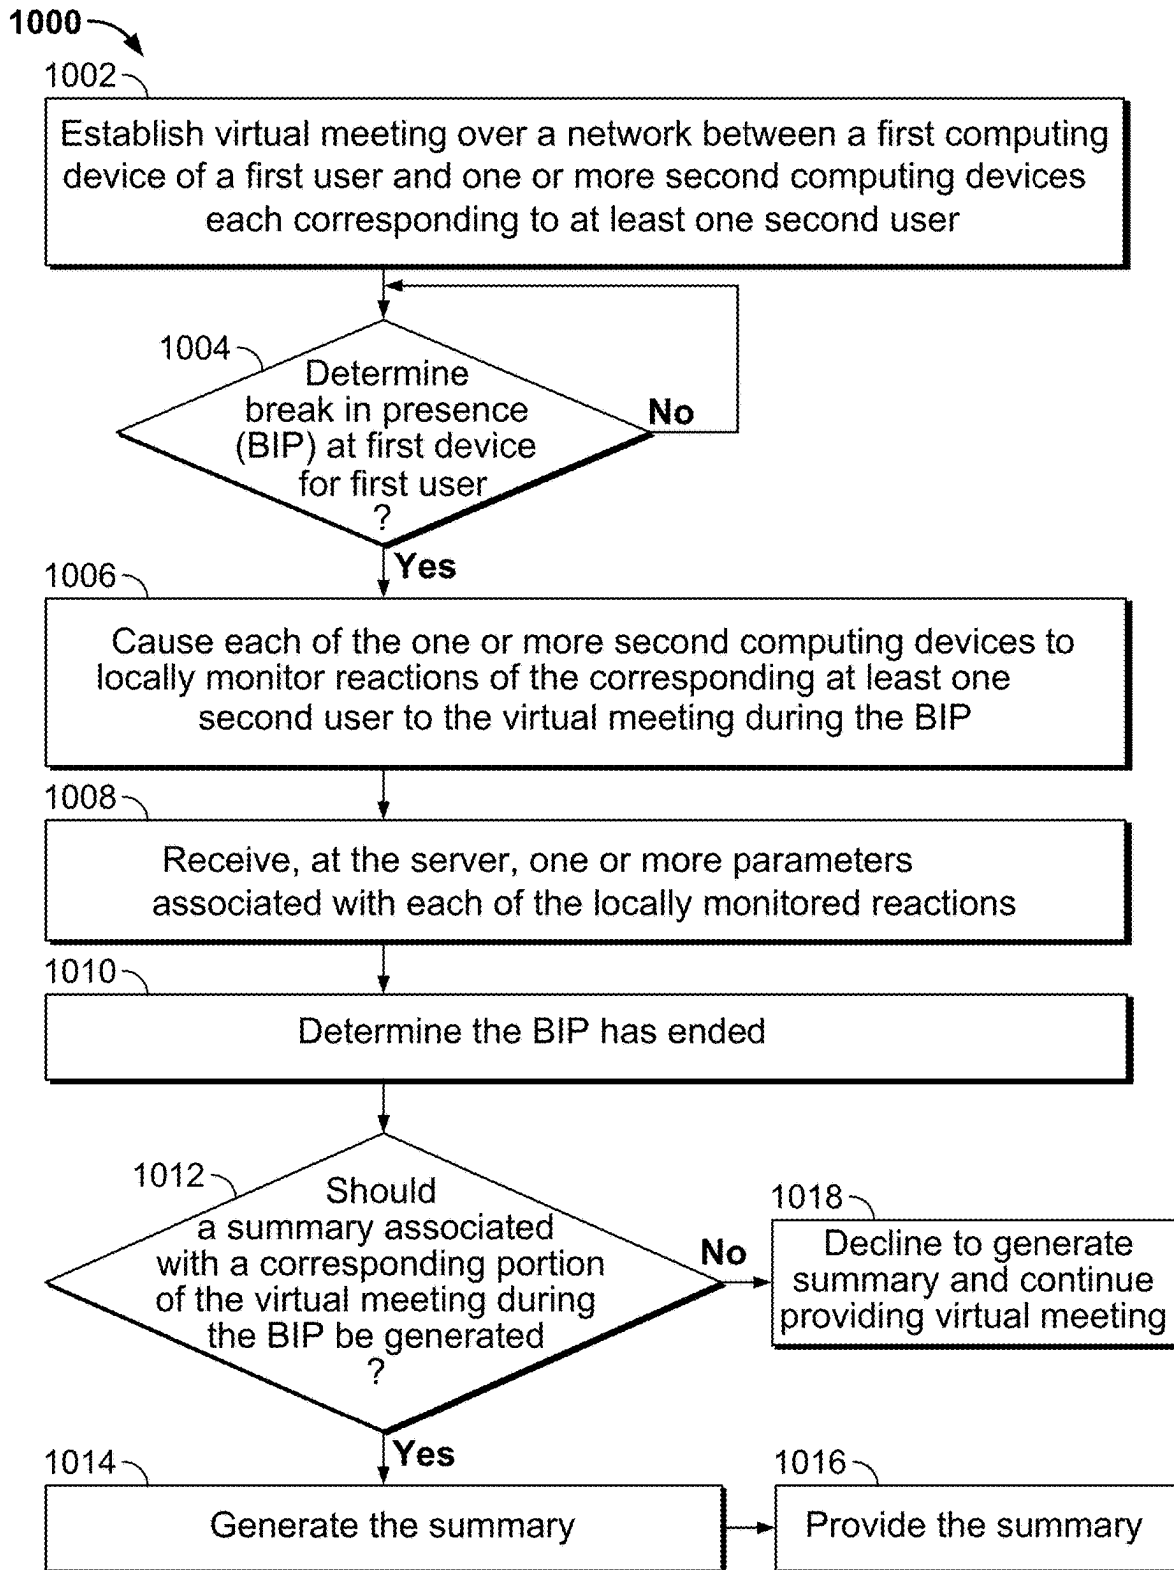 1000
1002
Establish virtual meeting over a network between a first computing
device of a first user and one or more second computing devices
each corresponding to at least one second user
1004
Determine
break in presence
(BIP) at first device
for first user
?
No
Yes
1006
Cause each of the one or more second computing devices to
locally monitor reactions of the corresponding at least one
second user to the virtual meeting during the BIP
1008
Receive, at the server, one or more parameters
associated with each of the locally monitored reactions
1010
Determine the BIP has ended
1012
Should
a summary associated
with a corresponding portion
of the virtual meeting during
the BIP be generated
?
No
1018
Decline to generate
summary and continue
providing virtual meeting
Yes
1014
Generate the summary
1016
Provide the summary